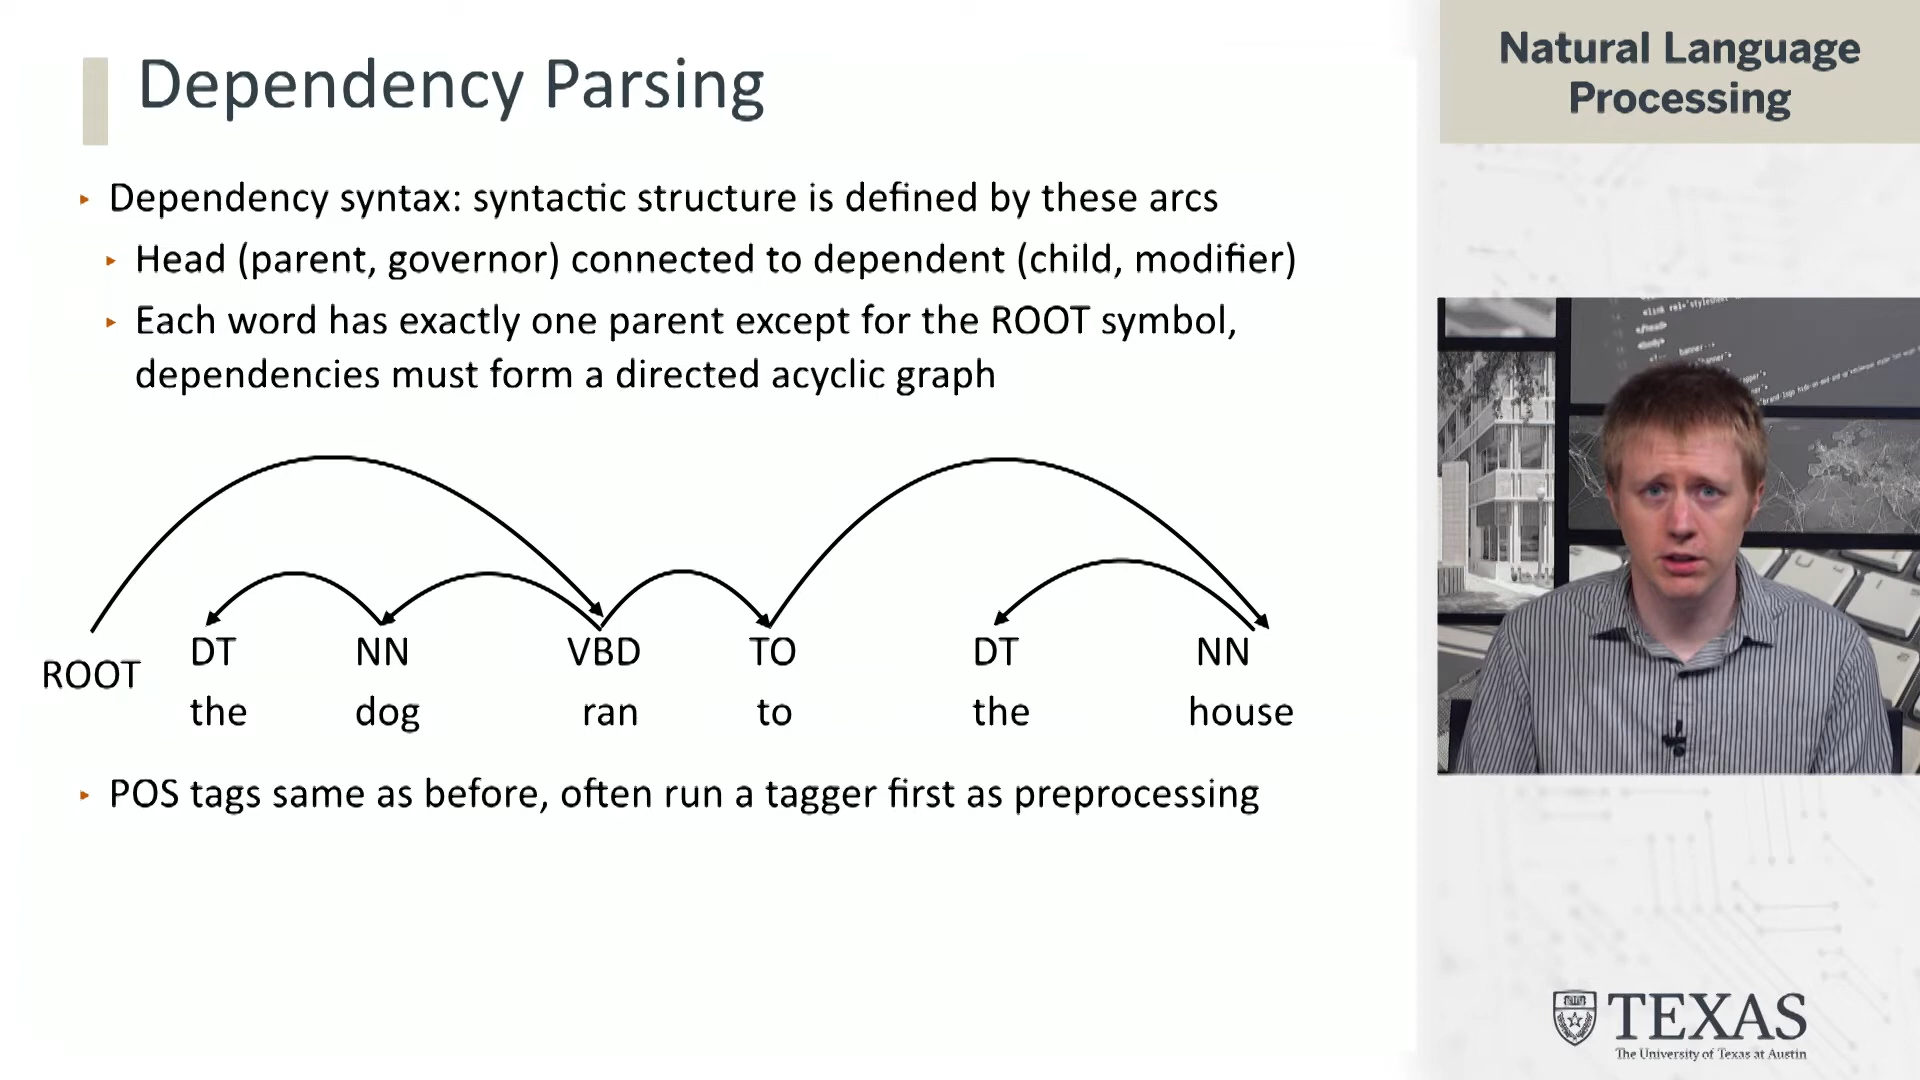 Dependency Parsing
Natural Language
Processing
Dependency syntax: syntactic structure is defined by these arcs
Head (parent, governor) connected to dependent (child, modifier)
Each word has exactly one parent except for the ROOT symbol,
dependencies must form a directed acyclic graph
ROOT
DT NN VBD TO DT NN
the dog ran to the house
POS tags same as before, often run a tagger first as preprocessing
TEXAS
The University of Texas at Austin